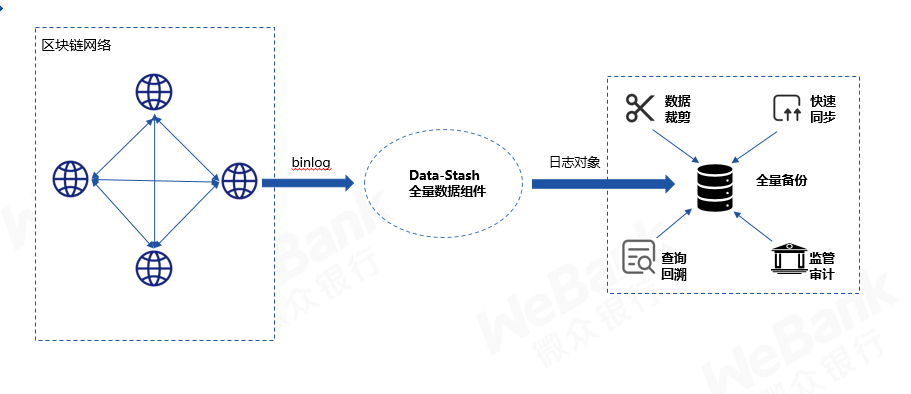 区块链网络
binlog
Data-Stash
全量数据组件
日志对象
数据
裁剪
快速
同步
全量备份
查询
回溯
监管
审计
WeBank
微众银行
WeBank
微众银行
WeBank
微众银行